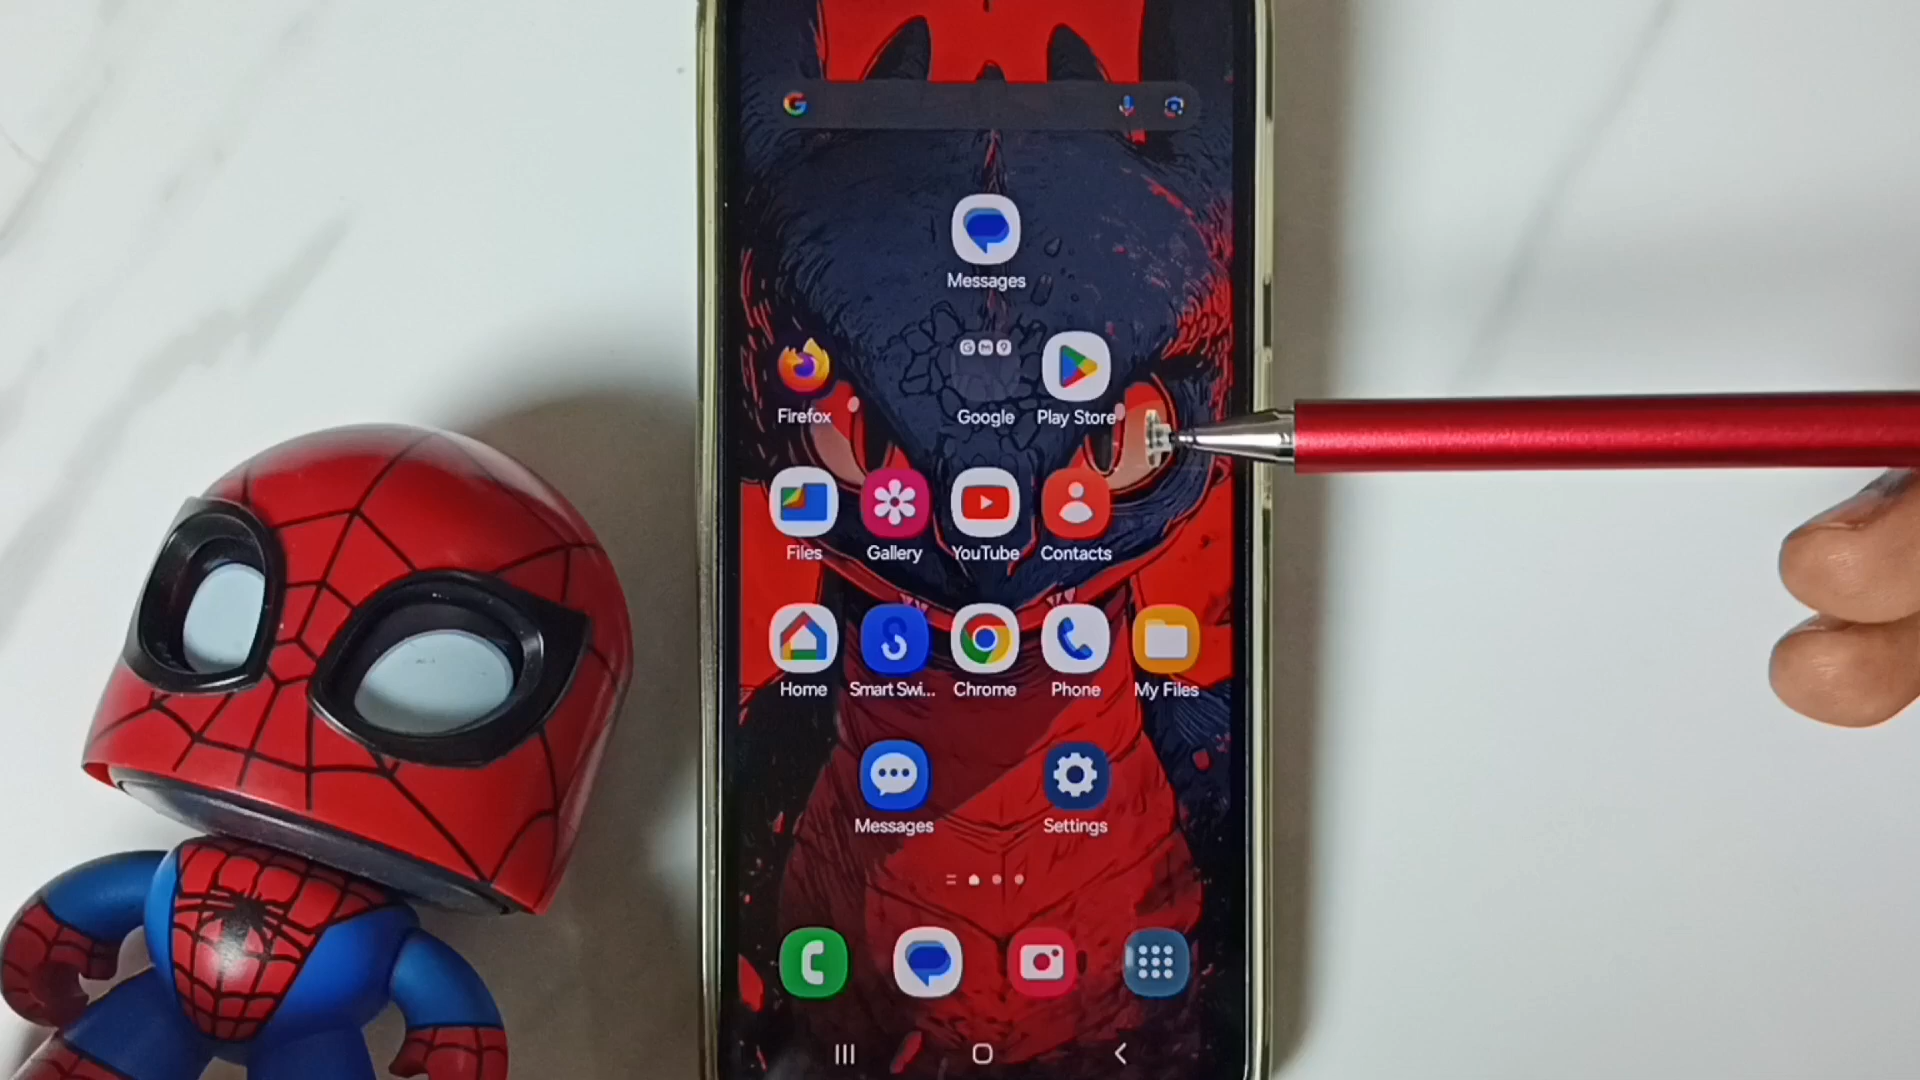 Messages
Firefox Google Play Store
Files Gallery YouTube Contacts
Home Smart Swi... Chrome Phone My Files
Messages Settings